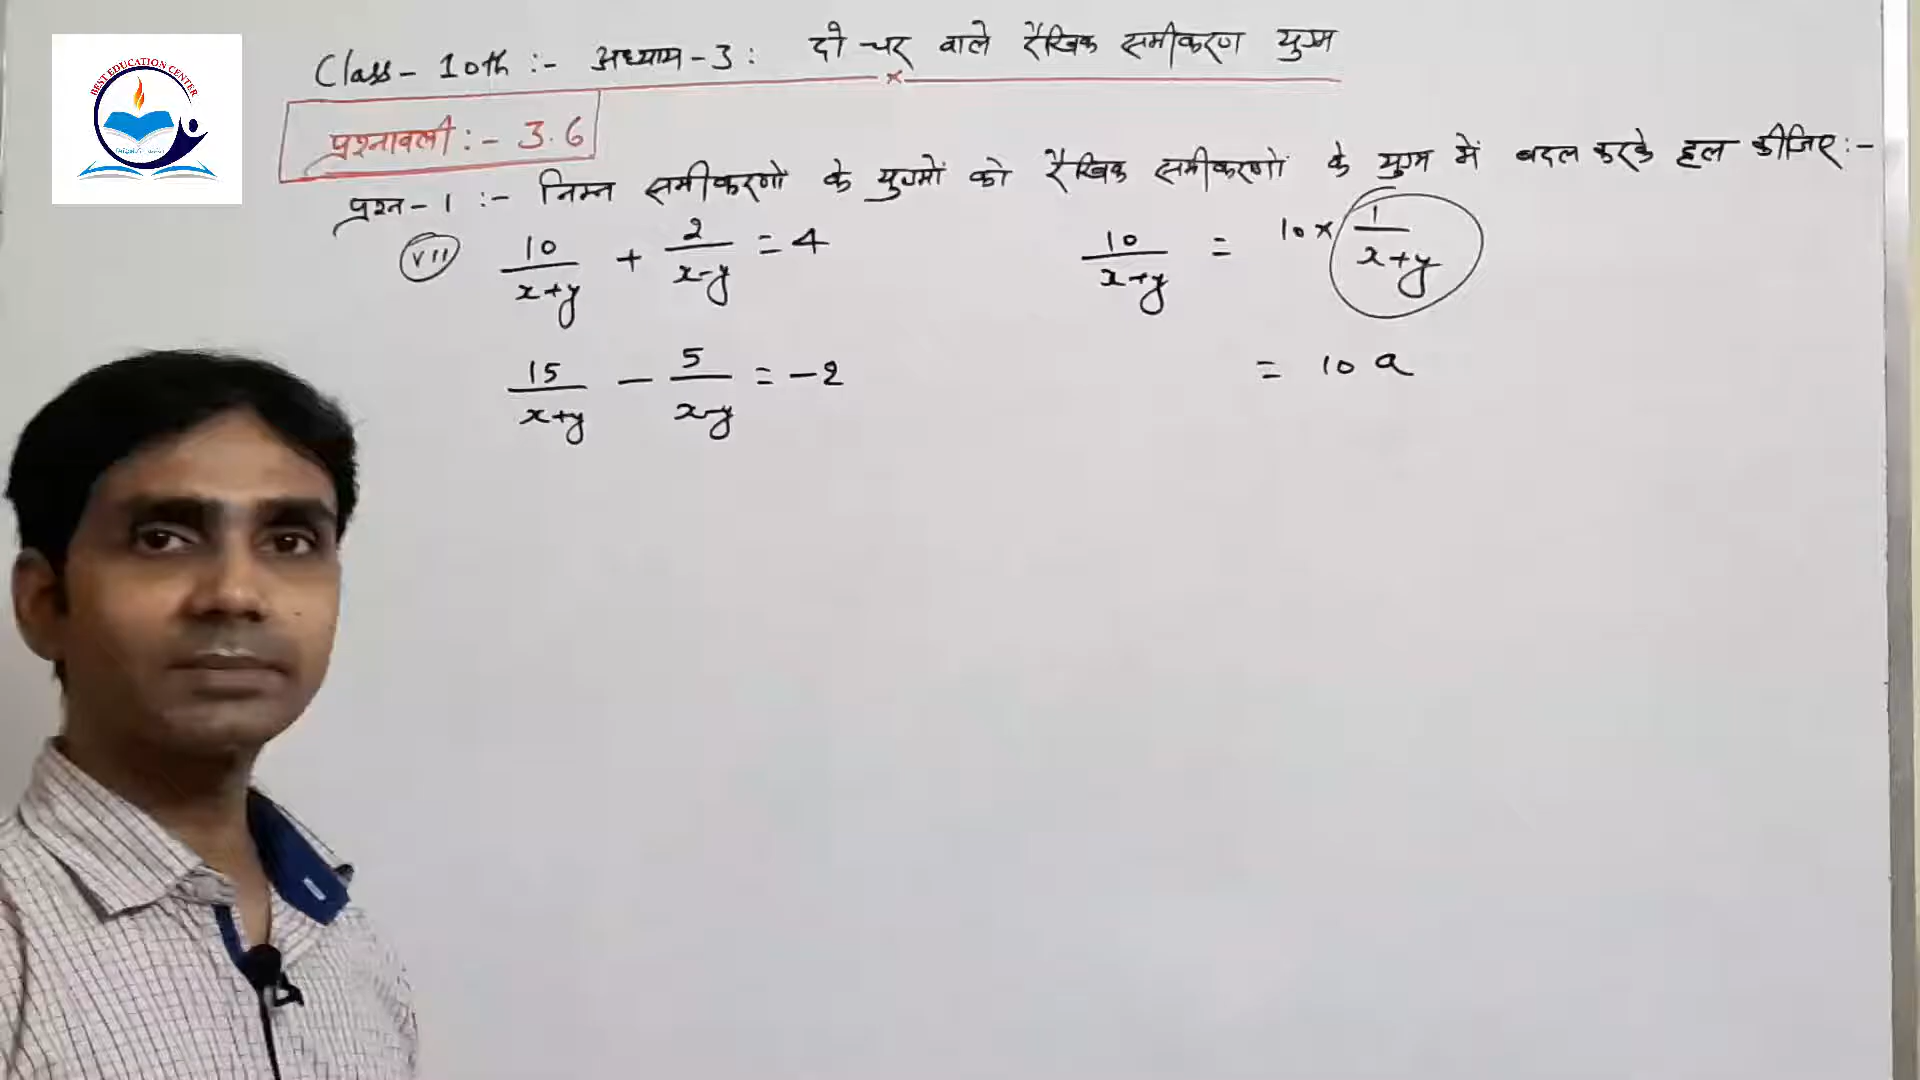 BEST EDUCATION CENTER
Class - 10th :- अध्याय - 3 : दो चर वाले रैखिक समीकरण युग्म
प्रश्नावली :- 3.6
प्रश्न - 1 :- निम्न समीकरणो के युग्मों को रैखिक समीकरणों के युग्म में बदल करके हल कीजिए :-
(vii) 10/(x+y) + 2/(x-y) = 4
10/(x+y) = 10 × 1/(x+y)
15/(x+y) - 5/(x-y) = -2
= 10 a